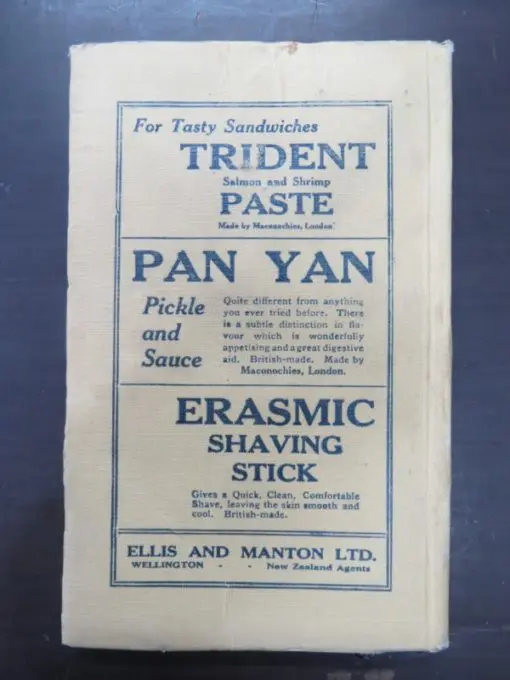 For Tasty Sandwiches
TRIDENT
Salmon and Shrimp
PASTE
Made by Maconochies, London
PAN YAN
Pickle
and
Sauce
Quite different from anything
you ever tried before. There
is a subtle distinction in fla-
vour which is wonderfully
appetising and a great digestive
aid. British-made. Made by
Maconochies, London.
ERASMIC
SHAVING
STICK
Gives a Quick, Clean, Comfortable
Shave, leaving the skin smooth and
cool. British-made.
ELLIS AND MANTON LTD.
WELLINGTON - - New Zealand Agents